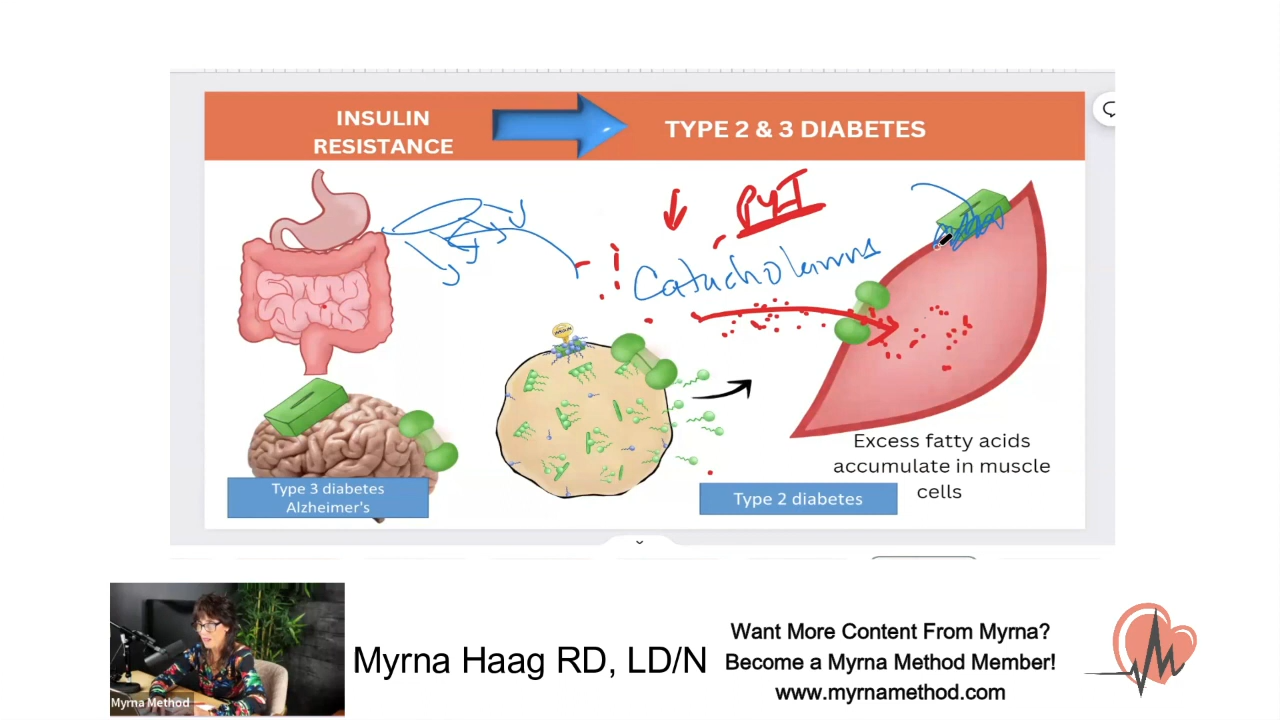 INSULIN
RESISTANCE
TYPE 2 & 3 DIABETES
PYY
Catecholamines
Excess fatty acids
accumulate in muscle
cells
Type 3 diabetes
Alzheimer's
Type 2 diabetes
Myrna Method
Myrna Haag RD, LD/N
Want More Content From Myrna?
Become a Myrna Method Member!
www.myrnamethod.com